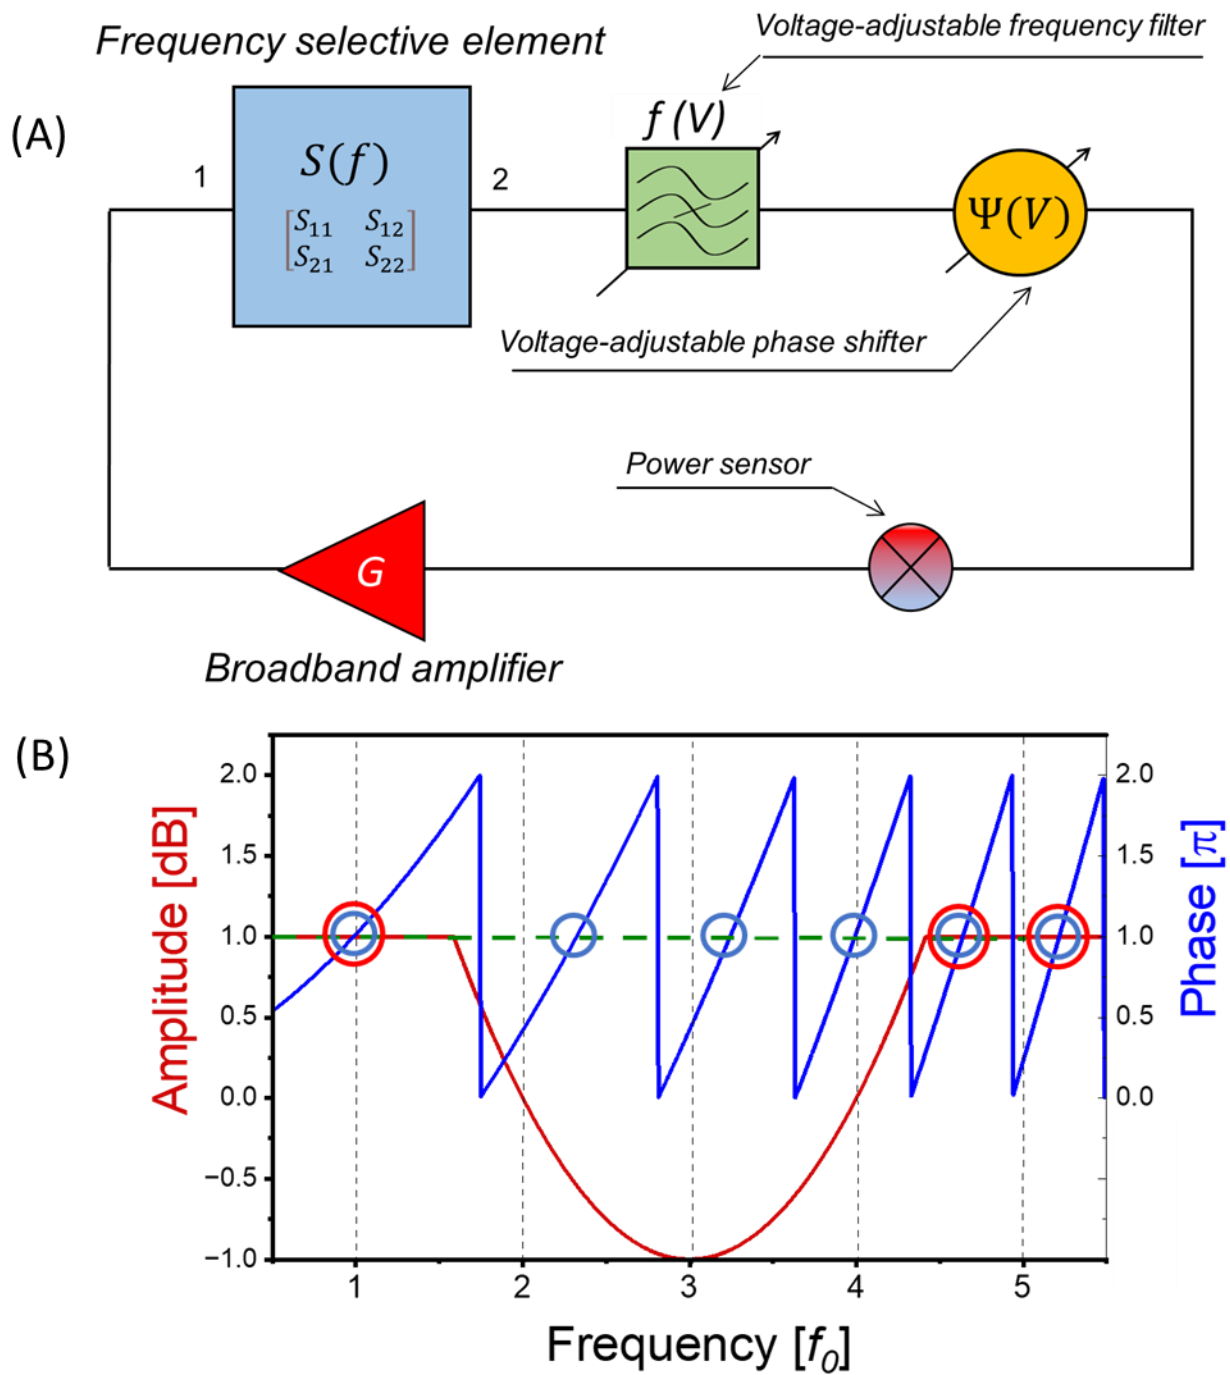 Voltage-adjustable frequency filter
Frequency selective element
(A)
f (V)
S(f)
1
2
S11 S12
S21 S22
Ψ(V)
Voltage-adjustable phase shifter
Power sensor
G
Broadband amplifier
(B)
Amplitude [dB]
2.0
1.5
1.0
0.5
0.0
−0.5
−1.0
2.0
1.5
1.0
0.5
0.0
Phase [π]
1 2 3 4 5
Frequency [f0]